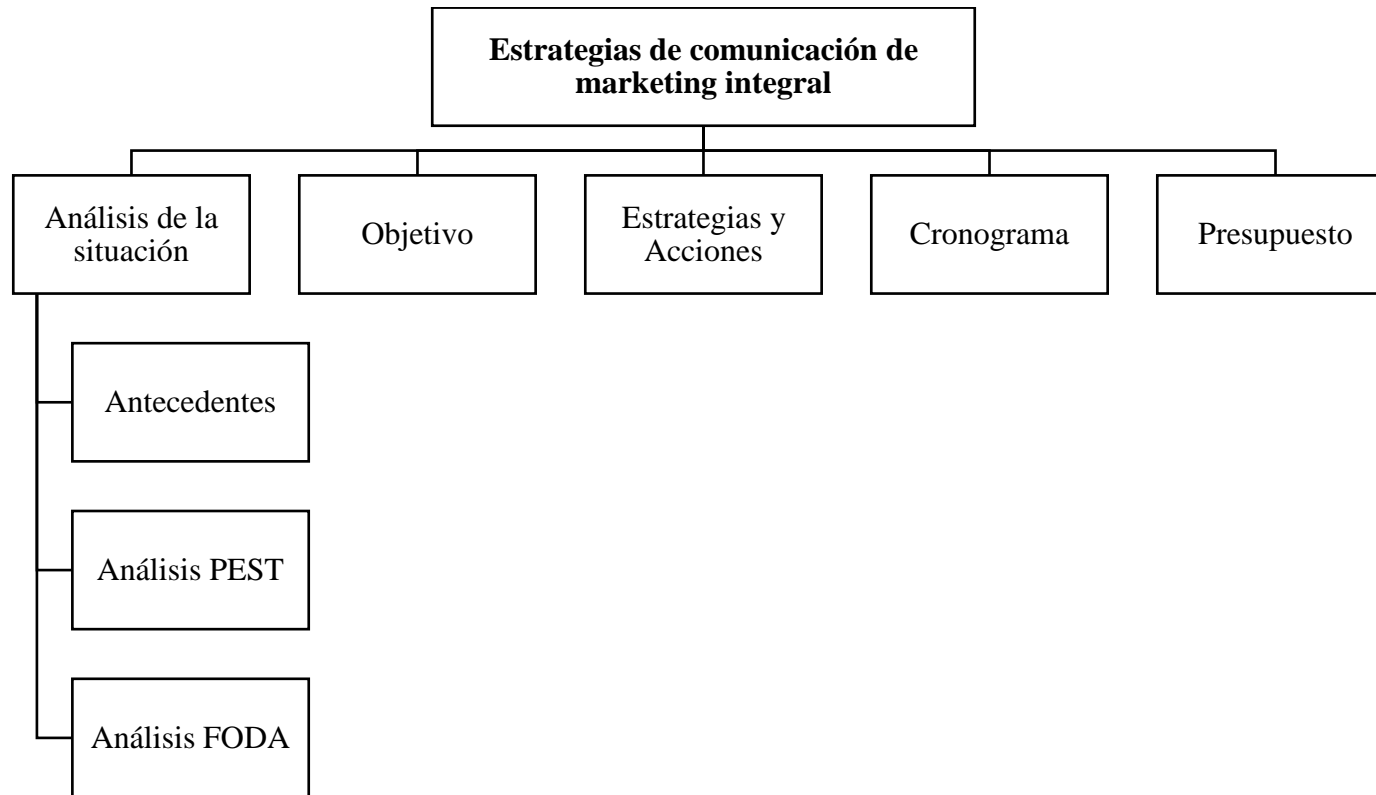 Estrategias de comunicación de
marketing integral
Análisis de la
situación
Objetivo
Estrategias y
Acciones
Cronograma
Presupuesto
Antecedentes
Análisis PEST
Análisis FODA